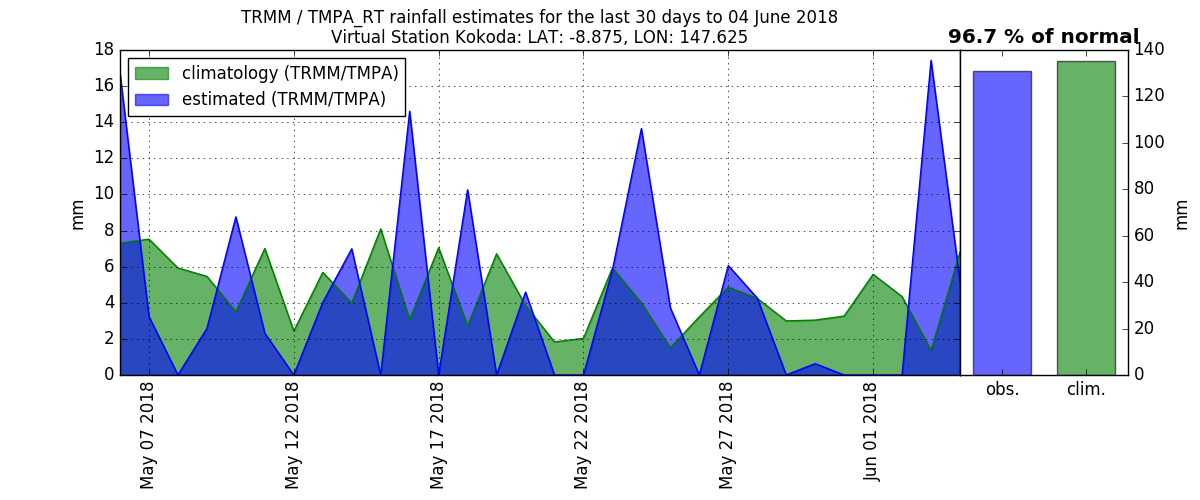 TRMM / TMPA_RT rainfall estimates for the last 30 days to 04 June 2018
Virtual Station Kokoda: LAT: -8.875, LON: 147.625
96.7 % of normal
climatology (TRMM/TMPA)
estimated (TRMM/TMPA)
18
16
14
12
10
8
6
4
2
0
mm
May 07 2018
May 12 2018
May 17 2018
May 22 2018
May 27 2018
Jun 01 2018
140
120
100
80
60
40
20
0
mm
obs.
clim.